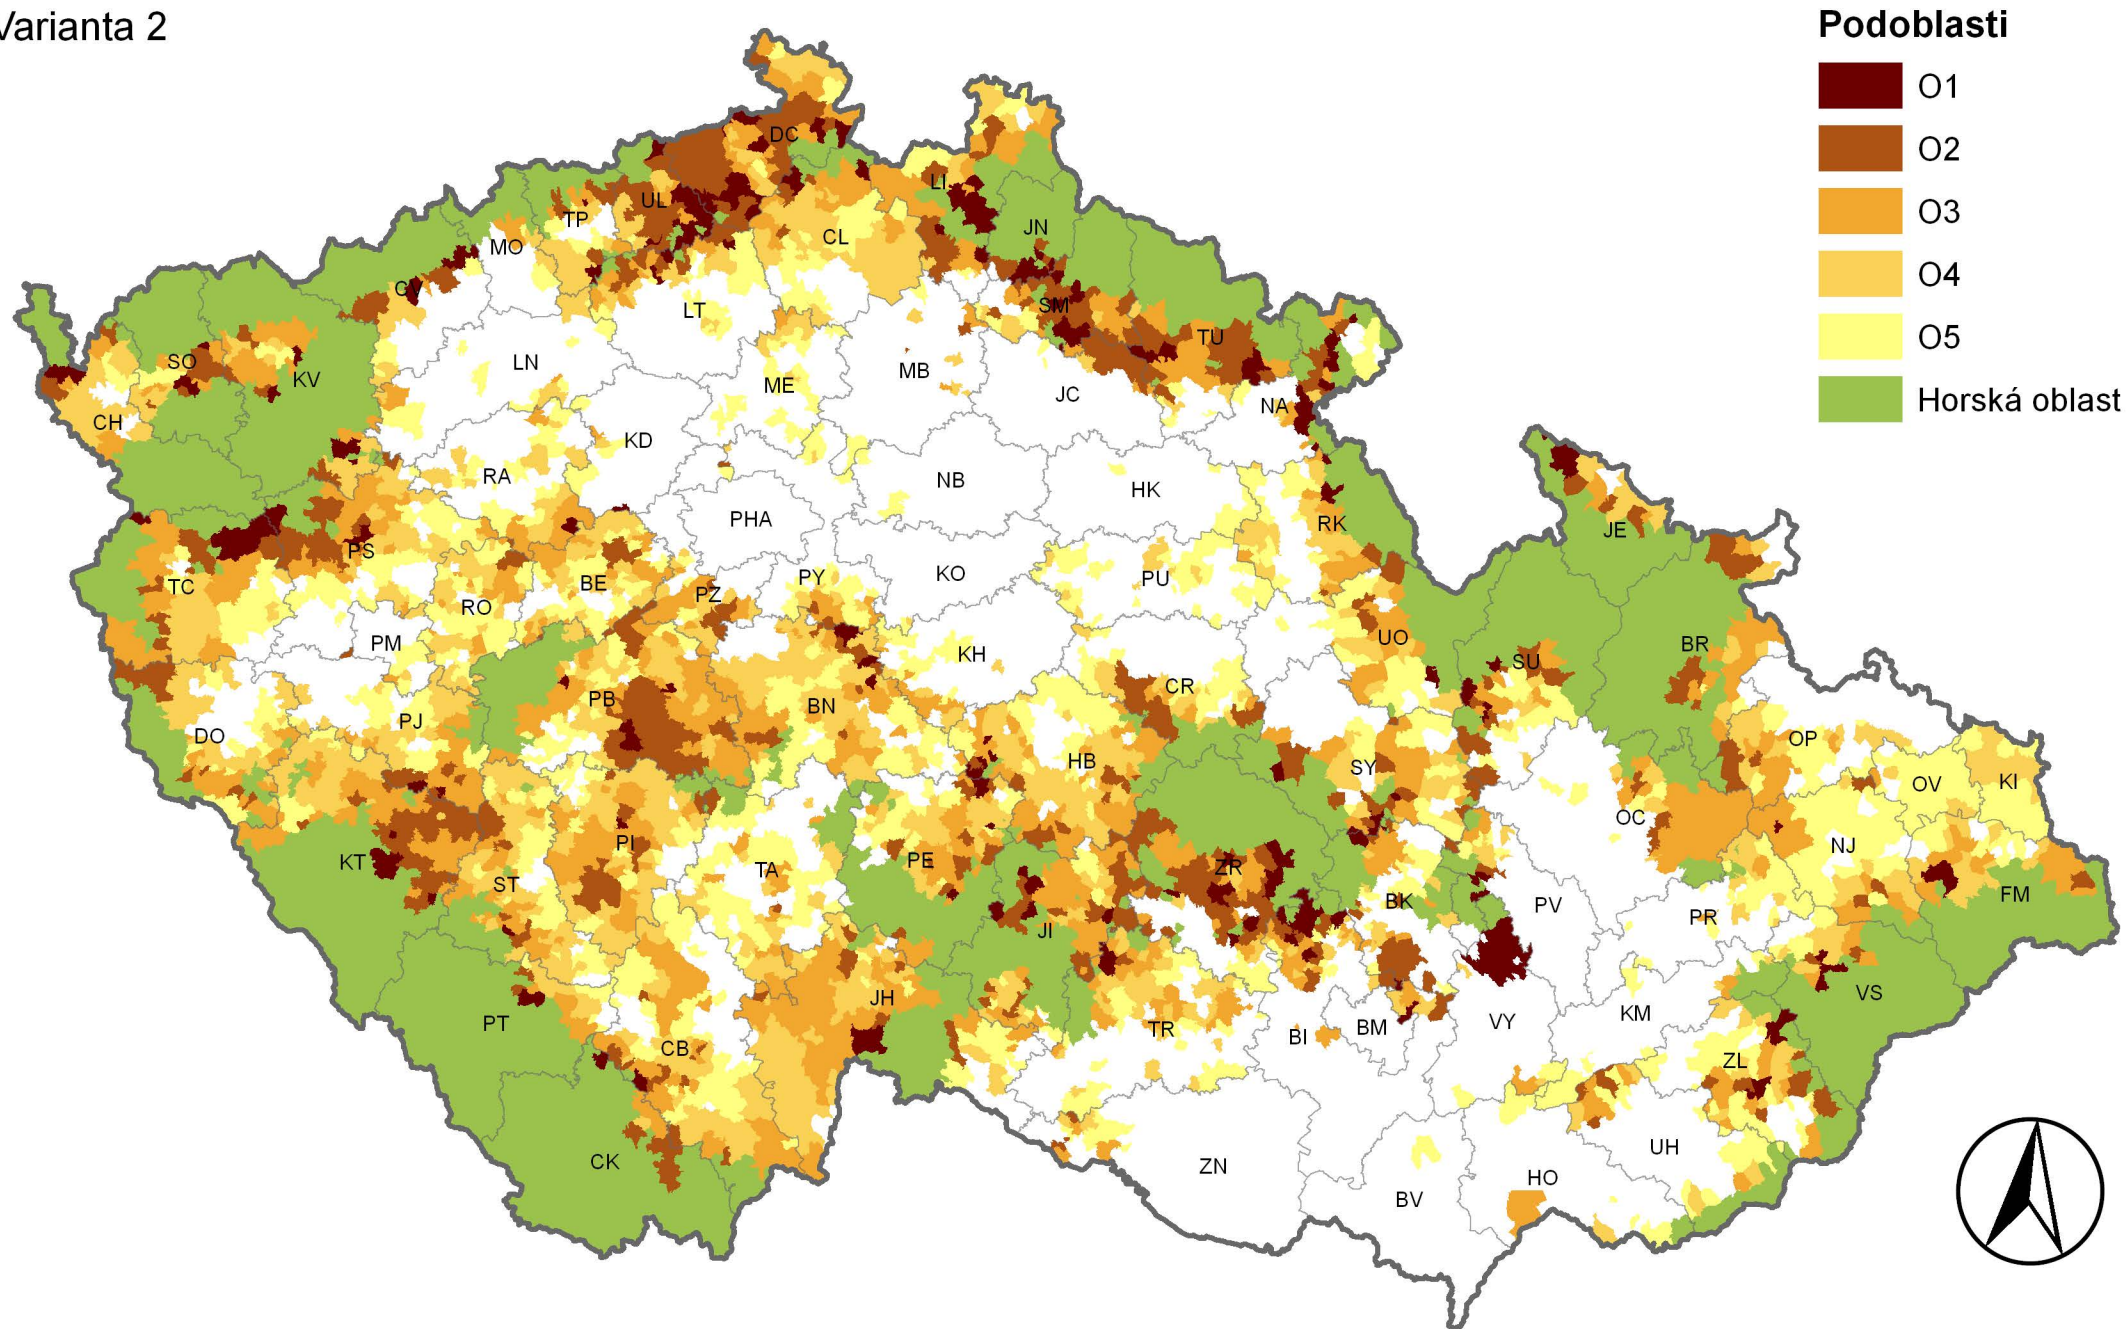 Varianta 2
Podoblasti
O1
O2
O3
O4
O5
Horská oblast
DC
LI
UL
TP
JN
CL
MO
CV
SM
LT
TU
SO
LN
KV
ME
MB
JC
NA
CH
KD
RA
NB
HK
PHA
RK
JE
PS
TC
BE
PY
KO
PU
PZ
RO
PM
KH
UO
BR
SU
CR
PB
BN
PJ
DO
OP
HB
SY
OV
KI
OC
PI
NJ
KT
PE
ZR
TA
ST
BK
FM
PV
PR
JI
JH
VS
KM
PT
VY
BM
TR
BI
CB
ZL
UH
CK
ZN
HO
BV